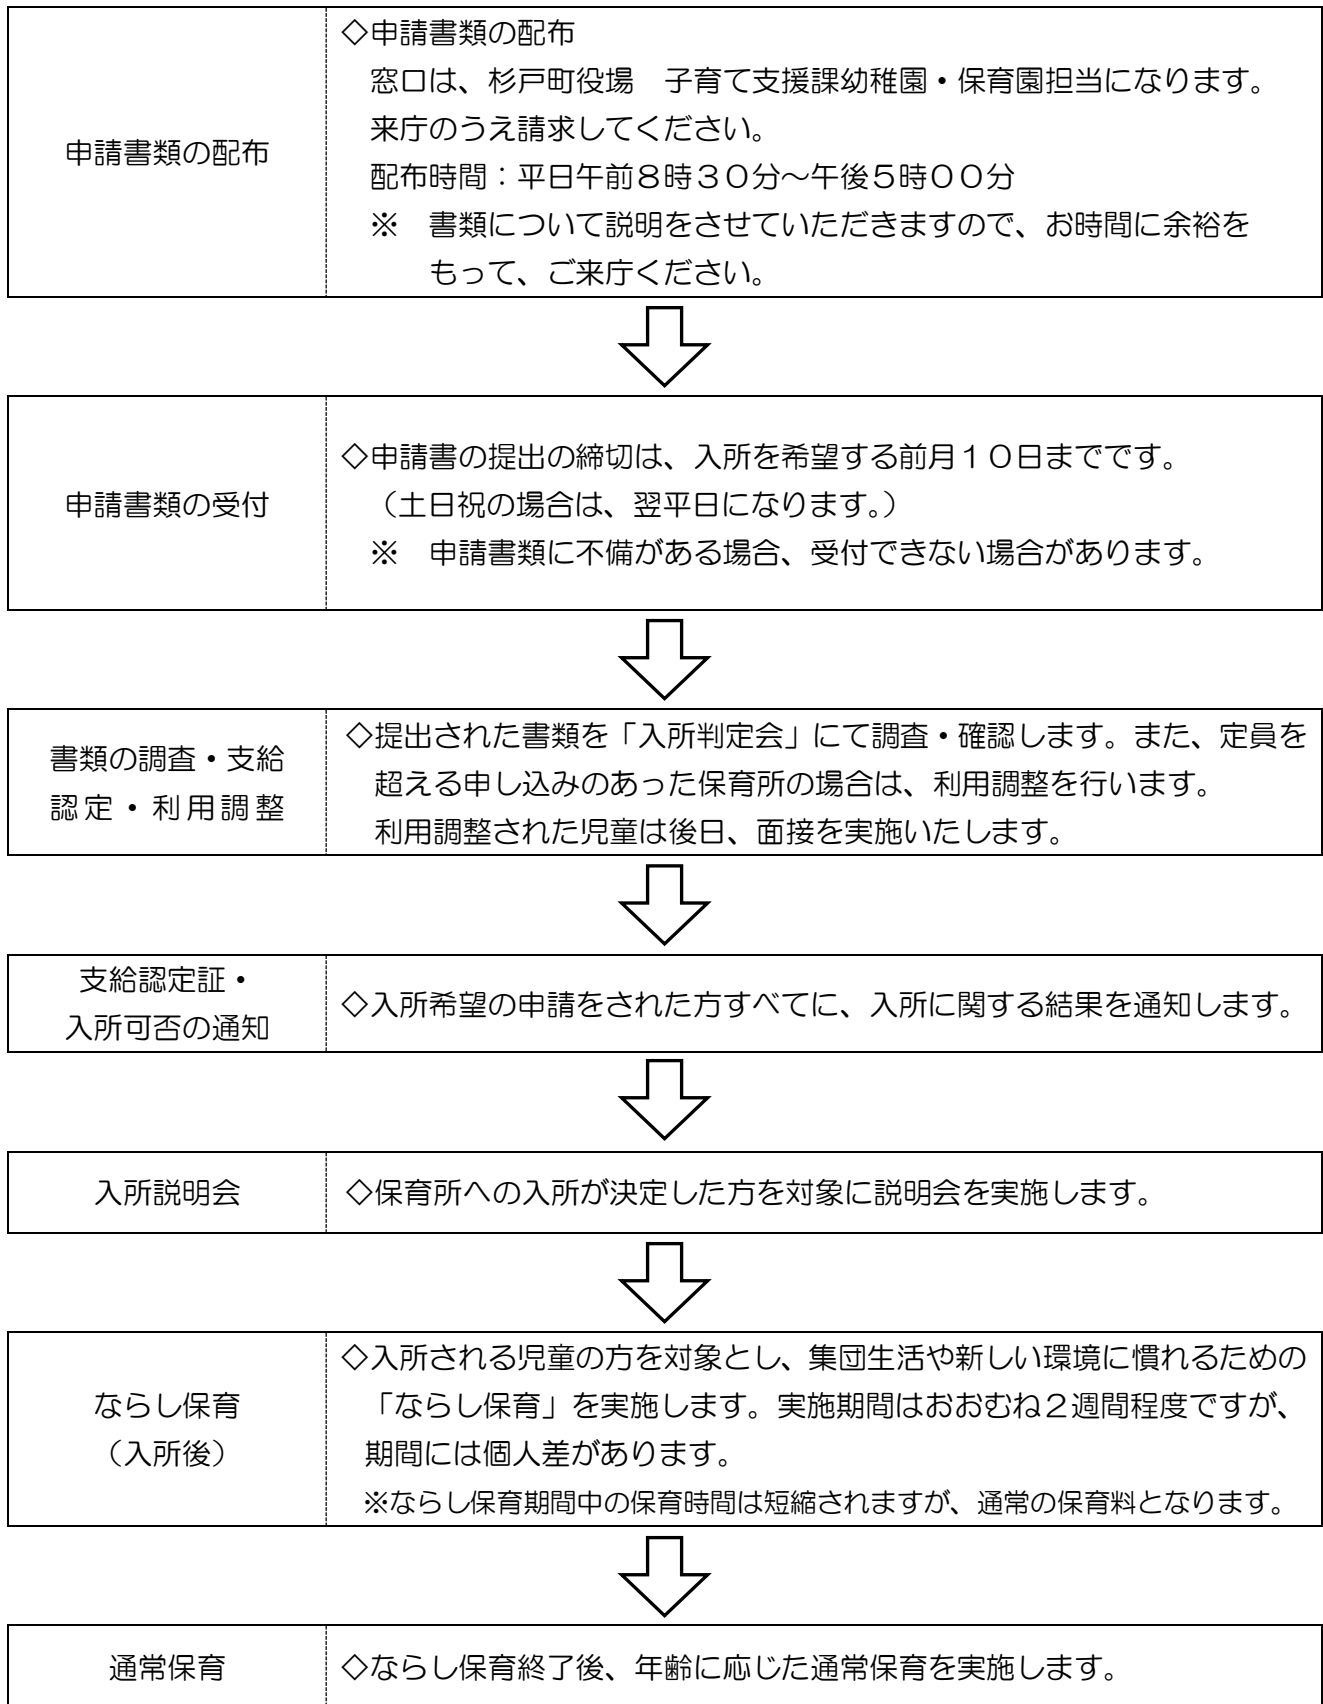 申請書類の配布
◇申請書類の配布
窓口は、杉戸町役場　子育て支援課幼稚園・保育園担当になります。
来庁のうえ請求してください。
配布時間：平日午前８時３０分～午後５時００分
※　書類について説明をさせていただきますので、お時間に余裕を
もって、ご来庁ください。
申請書類の受付
◇申請書の提出の締切は、入所を希望する前月１０日までです。
（土日祝の場合は、翌平日になります。）
※　申請書類に不備がある場合、受付できない場合があります。
書類の調査・支給
認定・利用調整
◇提出された書類を「入所判定会」にて調査・確認します。また、定員を
超える申し込みのあった保育所の場合は、利用調整を行います。
利用調整された児童は後日、面接を実施いたします。
支給認定証・
入所可否の通知
◇入所希望の申請をされた方すべてに、入所に関する結果を通知します。
入所説明会
◇保育所への入所が決定した方を対象に説明会を実施します。
ならし保育
（入所後）
◇入所される児童の方を対象とし、集団生活や新しい環境に慣れるための
「ならし保育」を実施します。実施期間はおおむね２週間程度ですが、
期間には個人差があります。
※ならし保育期間中の保育時間は短縮されますが、通常の保育料となります。
通常保育
◇ならし保育終了後、年齢に応じた通常保育を実施します。